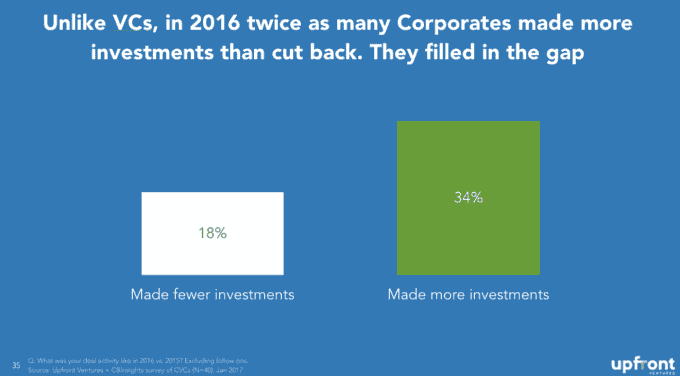 Unlike VCs, in 2016 twice as many Corporates made more
investments than cut back. They filled in the gap
18%
34%
Made fewer investments
Made more investments
35
Q: What was your deal activity like in 2016 vs. 2015? Excluding follow ons.
Source: Upfront Ventures + CBInsights survey of CVCs (N=40). Jan 2017
upfront
VENTURES